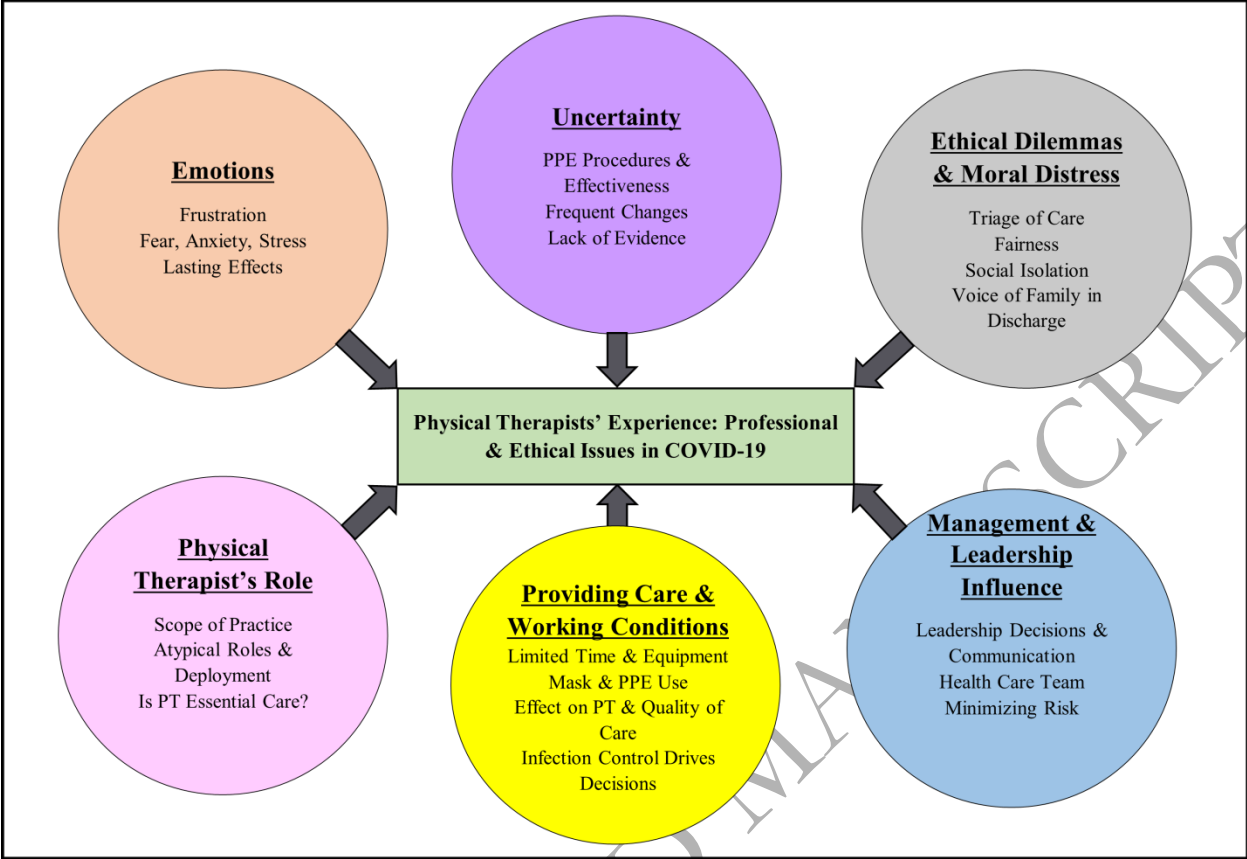 Emotions
Frustration
Fear, Anxiety, Stress
Lasting Effects
Uncertainty
PPE Procedures &
Effectiveness
Frequent Changes
Lack of Evidence
Ethical Dilemmas
& Moral Distress
Triage of Care
Fairness
Social Isolation
Voice of Family in
Discharge
Physical Therapists’ Experience: Professional
& Ethical Issues in COVID-19
Physical
Therapist’s Role
Scope of Practice
Atypical Roles &
Deployment
Is PT Essential Care?
Providing Care &
Working Conditions
Limited Time & Equipment
Mask & PPE Use
Effect on PT & Quality of
Care
Infection Control Drives
Decisions
Management &
Leadership
Influence
Leadership Decisions &
Communication
Health Care Team
Minimizing Risk